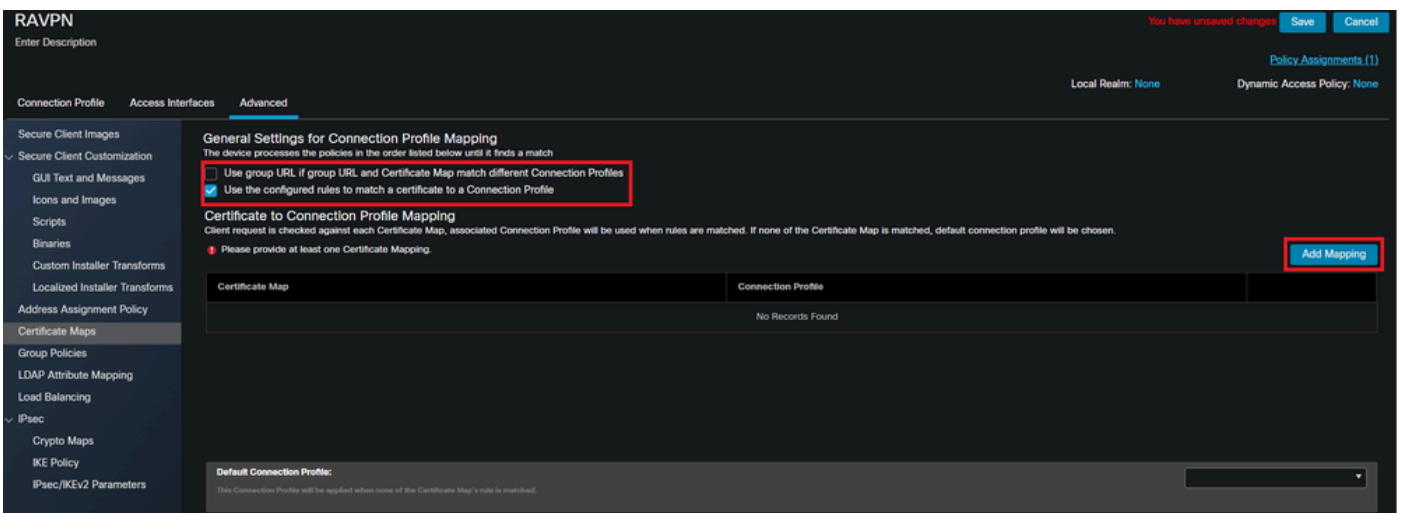 RAVPN
You have unsaved changes Save Cancel
Enter Description
Policy Assignments (1)
Local Realm: None Dynamic Access Policy: None
Connection Profile Access Interfaces Advanced
Secure Client Images
Secure Client Customization
GUI Text and Messages
Icons and Images
Scripts
Binaries
Custom Installer Transforms
Localized Installer Transforms
Address Assignment Policy
Certificate Maps
Group Policies
LDAP Attribute Mapping
Load Balancing
IPsec
Crypto Maps
IKE Policy
IPsec/IKEv2 Parameters
General Settings for Connection Profile Mapping
The device processes the policies in the order listed below until it finds a match
Use group URL if group URL and Certificate Map match different Connection Profiles
Use the configured rules to match a certificate to a Connection Profile
Certificate to Connection Profile Mapping
Client request is checked against each Certificate Map, associated Connection Profile will be used when rules are matched. If none of the Certificate Map is matched, default connection profile will be chosen.
Please provide at least one Certificate Mapping.
Add Mapping
Certificate Map Connection Profile
No Records Found
Default Connection Profile:
This Connection Profile will be applied when none of the Certificate Map's rule is matched.